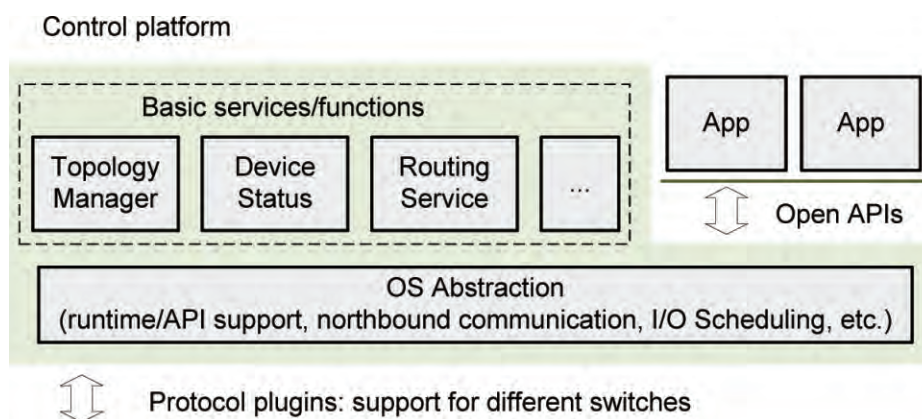 Control platform
Basic services/functions
App
App
Topology
Manager
Device
Status
Routing
Service
...
Open APIs
OS Abstraction
(runtime/API support, northbound communication, I/O Scheduling, etc.)
Protocol plugins: support for different switches